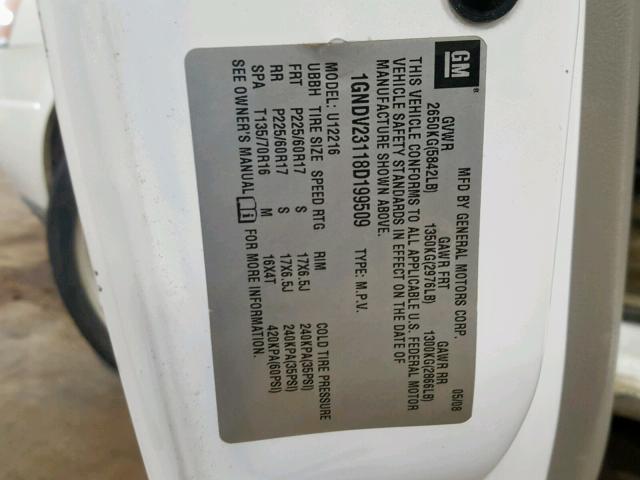 GM
MFD BY GENERAL MOTORS CORP. 05/08
GVWR GAWR FRT GAWR RR
2650KG(5842LB) 1350KG(2976LB) 1300KG(2866LB)
THIS VEHICLE CONFORMS TO ALL APPLICABLE U.S. FEDERAL MOTOR
VEHICLE SAFETY STANDARDS IN EFFECT ON THE DATE OF
MANUFACTURE SHOWN ABOVE.
1GNDV23118D199509 TYPE: M.P.V.
MODEL: U12216
UBBH TIRE SIZE SPEED RTG RIM COLD TIRE PRESSURE
FRT P225/60R17 S 17X6.5J 240KPA(35PSI)
RR P225/60R17 S 17X6.5J 240KPA(35PSI)
SPA T135/70R16 M 16X4T 420KPA(60PSI)
SEE OWNER'S MANUAL FOR MORE INFORMATION.